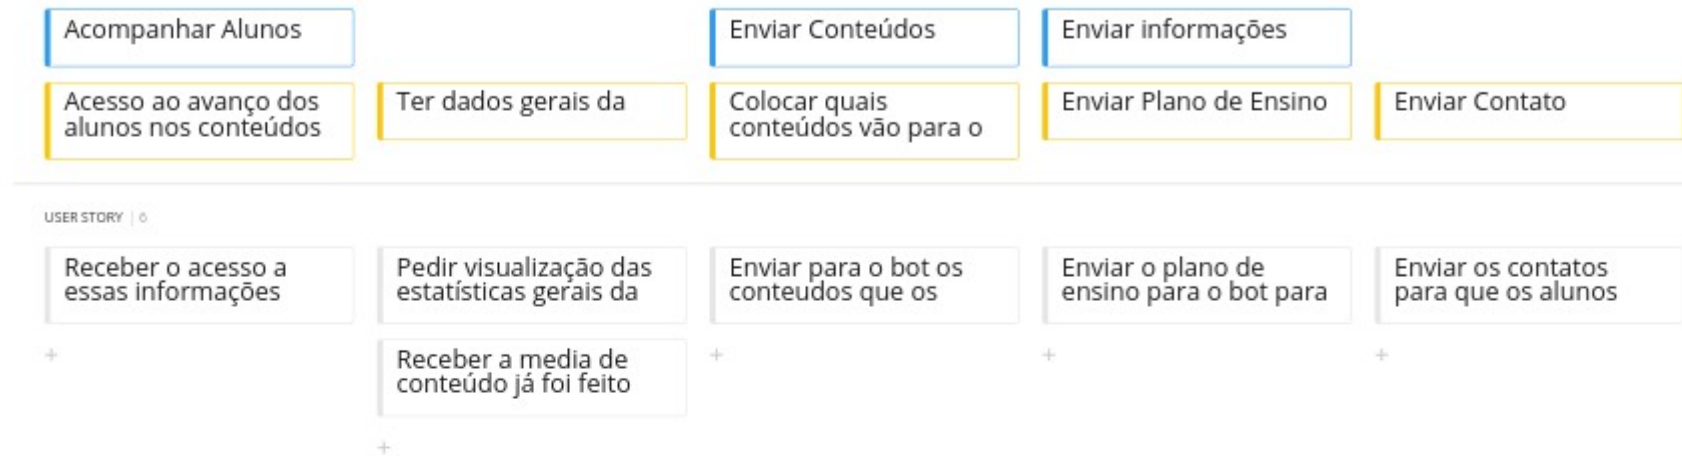 Acompanhar Alunos
Enviar Conteúdos
Enviar informações
Acesso ao avanço dos
alunos nos conteúdos
Ter dados gerais da
Colocar quais
conteúdos vão para o
Enviar Plano de Ensino
Enviar Contato
USER STORY | 6
Receber o acesso a
essas informações
Pedir visualização das
estatísticas gerais da
Enviar para o bot os
conteudos que os
Enviar o plano de
ensino para o bot para
Enviar os contatos
para que os alunos
+
Receber a media de
conteúdo já foi feito
+
+
+
+